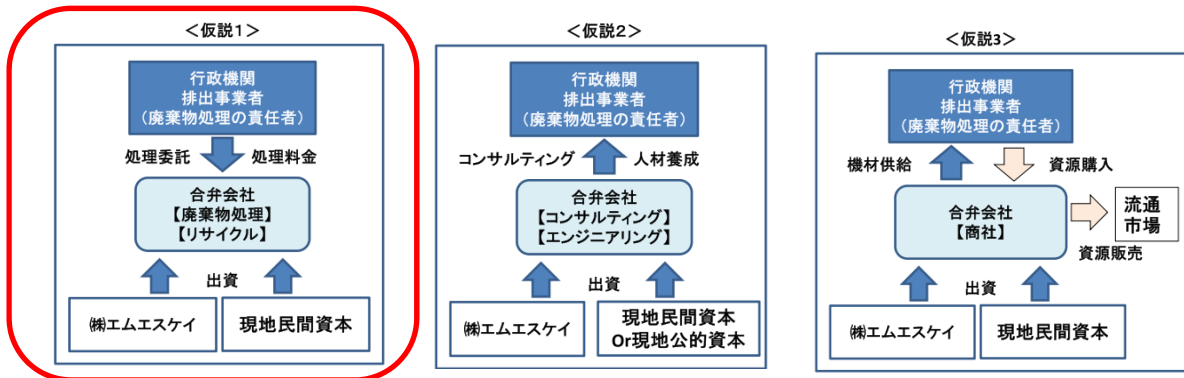 ＜仮説１＞
行政機関
排出事業者
（廃棄物処理の責任者）
処理委託
処理料金
合弁会社
【廃棄物処理】
【リサイクル】
出資
㈱エムエスケイ
現地民間資本
＜仮説２＞
行政機関
排出事業者
（廃棄物処理の責任者）
コンサルティング
人材養成
合弁会社
【コンサルティング】
【エンジニアリング】
出資
㈱エムエスケイ
現地民間資本
Or現地公的資本
＜仮説3＞
行政機関
排出事業者
（廃棄物処理の責任者）
機材供給
資源購入
合弁会社
【商社】
流通
市場
資源販売
出資
㈱エムエスケイ
現地民間資本